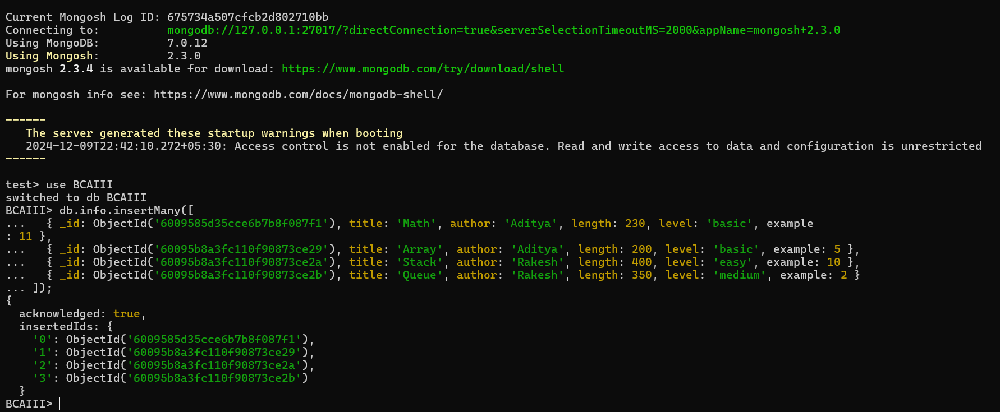 Current Mongosh Log ID: 675734a507cfcb2d802710bb
Connecting to:          mongodb://127.0.0.1:27017/?directConnection=true&serverSelectionTimeoutMS=2000&appName=mongosh+2.3.0
Using MongoDB:          7.0.12
Using Mongosh:          2.3.0
mongosh 2.3.4 is available for download: https://www.mongodb.com/try/download/shell

For mongosh info see: https://www.mongodb.com/docs/mongodb-shell/

------
   The server generated these startup warnings when booting
   2024-12-09T22:42:10.272+05:30: Access control is not enabled for the database. Read and write access to data and configuration is unrestricted
------

test> use BCAIII
switched to db BCAIII
BCAIII> db.info.insertMany([
...   { _id: ObjectId('6009585d35cce6b7b8f087f1'), title: 'Math', author: 'Aditya', length: 230, level: 'basic', example
: 11 },
...   { _id: ObjectId('60095b8a3fc110f90873ce29'), title: 'Array', author: 'Aditya', length: 200, level: 'basic', example: 5 },
...   { _id: ObjectId('60095b8a3fc110f90873ce2a'), title: 'Stack', author: 'Rakesh', length: 400, level: 'easy', example: 10 },
...   { _id: ObjectId('60095b8a3fc110f90873ce2b'), title: 'Queue', author: 'Rakesh', length: 350, level: 'medium', example: 2 }
... ]);
{
  acknowledged: true,
  insertedIds: {
    '0': ObjectId('6009585d35cce6b7b8f087f1'),
    '1': ObjectId('60095b8a3fc110f90873ce29'),
    '2': ObjectId('60095b8a3fc110f90873ce2a'),
    '3': ObjectId('60095b8a3fc110f90873ce2b')
  }
BCAIII>